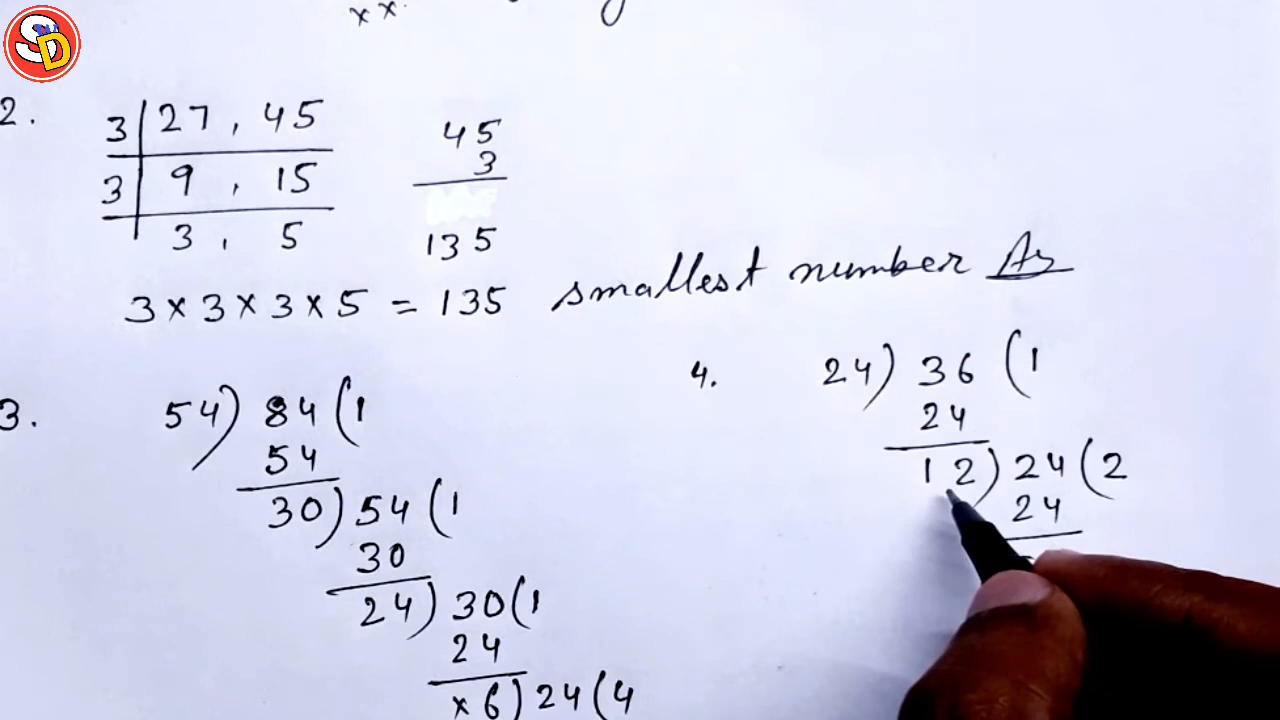 SD
× ×.
2.
3 | 27 , 45
3 | 9 , 15
3 , 5
45
3
135
3 × 3 × 3 × 5 = 135 smallest number As
3.
54 ) 84 ( 1
54
30 ) 54 ( 1
30
24 ) 30 ( 1
24
× 6 ) 24 ( 4
4.
24 ) 36 ( 1
24
12 ) 24 ( 2
24